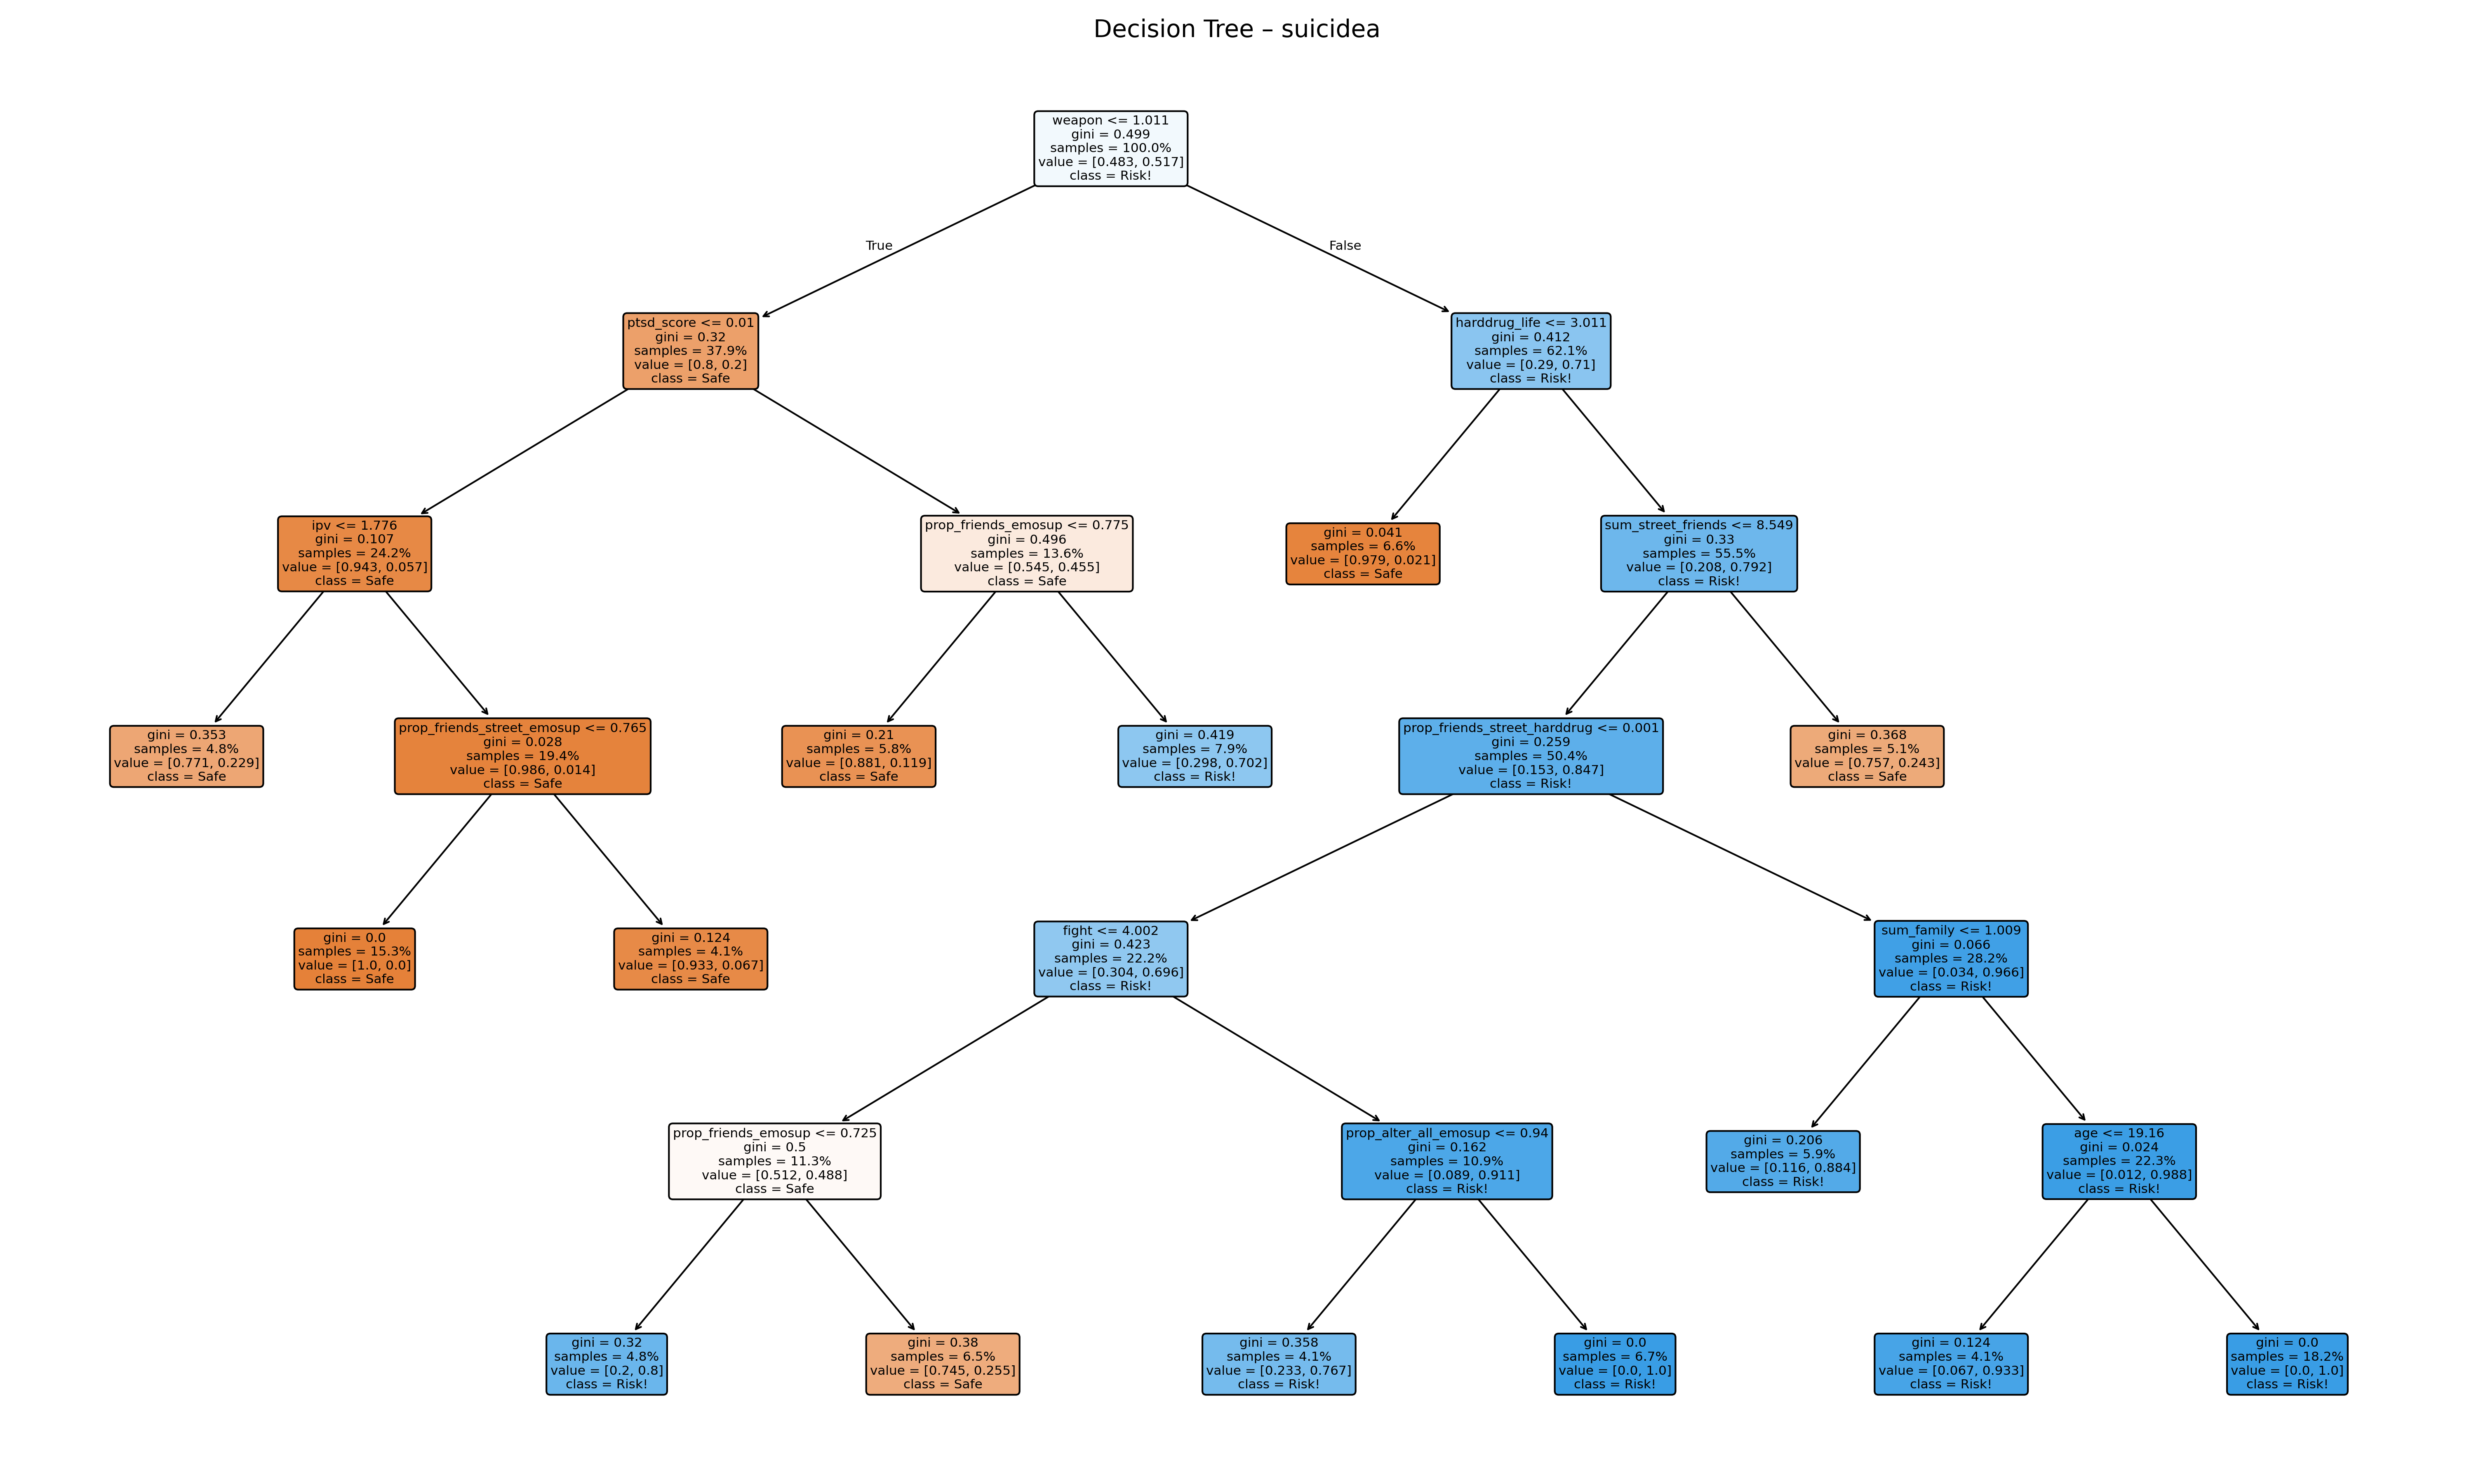 Decision Tree – suicidea
weapon <= 1.011
gini = 0.499
samples = 100.0%
value = [0.483, 0.517]
class = Risk!
True
False
ptsd_score <= 0.01
gini = 0.32
samples = 37.9%
value = [0.8, 0.2]
class = Safe
harddrug_life <= 3.011
gini = 0.412
samples = 62.1%
value = [0.29, 0.71]
class = Risk!
ipv <= 1.776
gini = 0.107
samples = 24.2%
value = [0.943, 0.057]
class = Safe
prop_friends_emosup <= 0.775
gini = 0.496
samples = 13.6%
value = [0.545, 0.455]
class = Safe
gini = 0.041
samples = 6.6%
value = [0.979, 0.021]
class = Safe
sum_street_friends <= 8.549
gini = 0.33
samples = 55.5%
value = [0.208, 0.792]
class = Risk!
gini = 0.353
samples = 4.8%
value = [0.771, 0.229]
class = Safe
prop_friends_street_emosup <= 0.765
gini = 0.028
samples = 19.4%
value = [0.986, 0.014]
class = Safe
gini = 0.21
samples = 5.8%
value = [0.881, 0.119]
class = Safe
gini = 0.419
samples = 7.9%
value = [0.298, 0.702]
class = Risk!
prop_friends_street_harddrug <= 0.001
gini = 0.259
samples = 50.4%
value = [0.153, 0.847]
class = Risk!
gini = 0.368
samples = 5.1%
value = [0.757, 0.243]
class = Safe
gini = 0.0
samples = 15.3%
value = [1.0, 0.0]
class = Safe
gini = 0.124
samples = 4.1%
value = [0.933, 0.067]
class = Safe
fight <= 4.002
gini = 0.423
samples = 22.2%
value = [0.304, 0.696]
class = Risk!
sum_family <= 1.009
gini = 0.066
samples = 28.2%
value = [0.034, 0.966]
class = Risk!
prop_friends_emosup <= 0.725
gini = 0.5
samples = 11.3%
value = [0.512, 0.488]
class = Safe
prop_alter_all_emosup <= 0.94
gini = 0.162
samples = 10.9%
value = [0.089, 0.911]
class = Risk!
gini = 0.206
samples = 5.9%
value = [0.116, 0.884]
class = Risk!
age <= 19.16
gini = 0.024
samples = 22.3%
value = [0.012, 0.988]
class = Risk!
gini = 0.32
samples = 4.8%
value = [0.2, 0.8]
class = Risk!
gini = 0.38
samples = 6.5%
value = [0.745, 0.255]
class = Safe
gini = 0.358
samples = 4.1%
value = [0.233, 0.767]
class = Risk!
gini = 0.0
samples = 6.7%
value = [0.0, 1.0]
class = Risk!
gini = 0.124
samples = 4.1%
value = [0.067, 0.933]
class = Risk!
gini = 0.0
samples = 18.2%
value = [0.0, 1.0]
class = Risk!